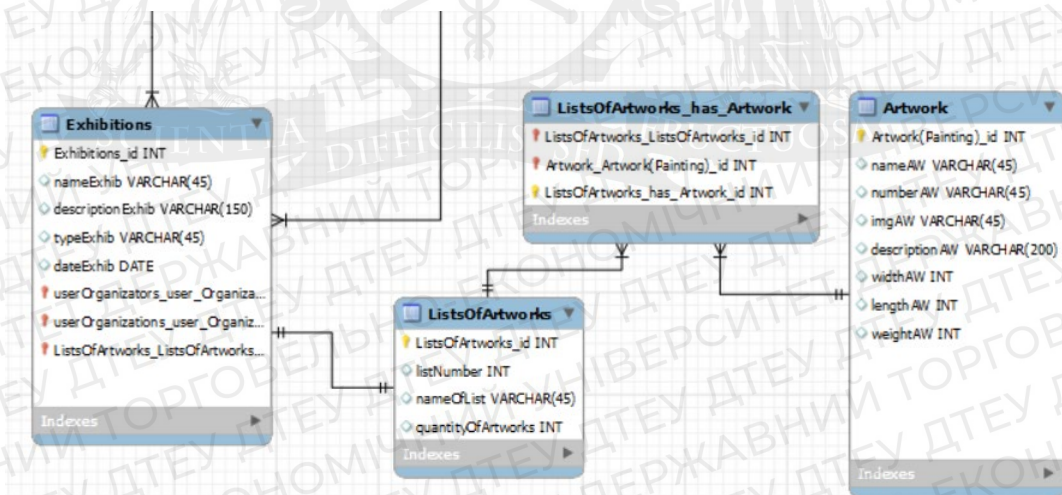 Exhibitions
Exhibitions_id INT
nameExhib VARCHAR(45)
descriptionExhib VARCHAR(150)
typeExhib VARCHAR(45)
dateExhib DATE
userOrganizators_user_Organiza...
userOrganizations_user_Organiz...
ListsOfArtworks_ListsOfArtworks...
Indexes
ListsOfArtworks_has_Artwork
ListsOfArtworks_ListsOfArtworks_id INT
Artwork_Artwork(Painting)_id INT
ListsOfArtworks_has_Artwork_id INT
Indexes
ListsOfArtworks
ListsOfArtworks_id INT
listNumber INT
nameOfList VARCHAR(45)
quantityOfArtworks INT
Indexes
Artwork
Artwork(Painting)_id INT
nameAW VARCHAR(45)
numberAW VARCHAR(45)
imgAW VARCHAR(45)
descriptionAW VARCHAR(200)
widthAW INT
lengthAW INT
weightAW INT
Indexes